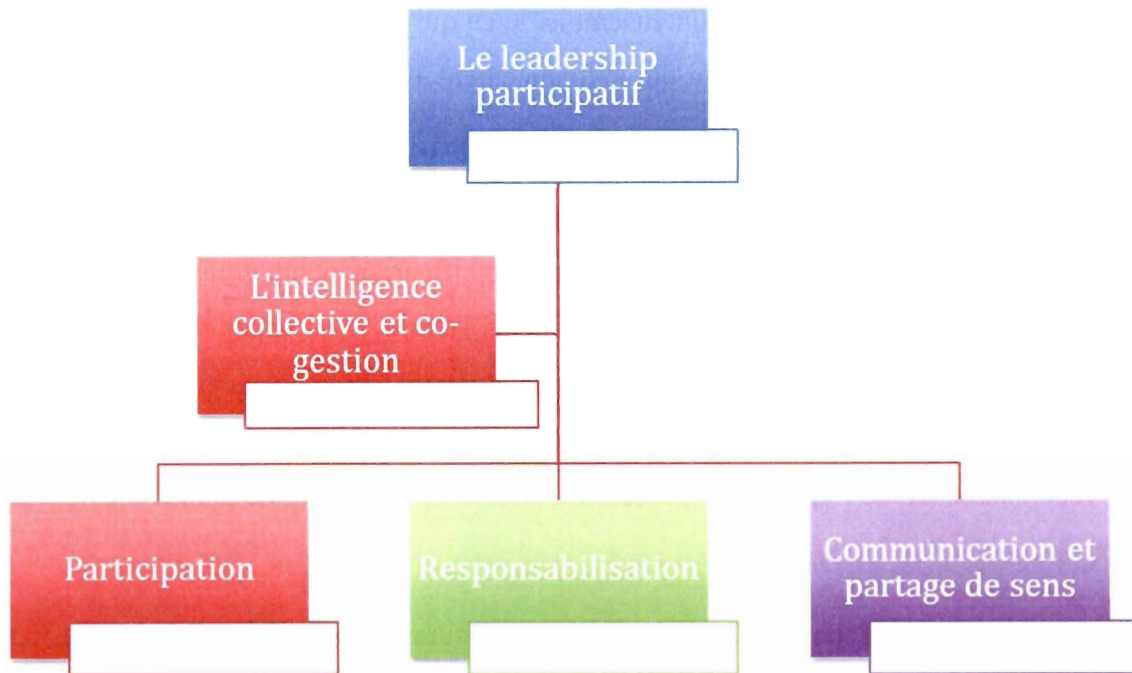 Le leadership
participatif
L'intelligence
collective et co-
gestion
Participation
Responsabilisation
Communication et
partage de sens